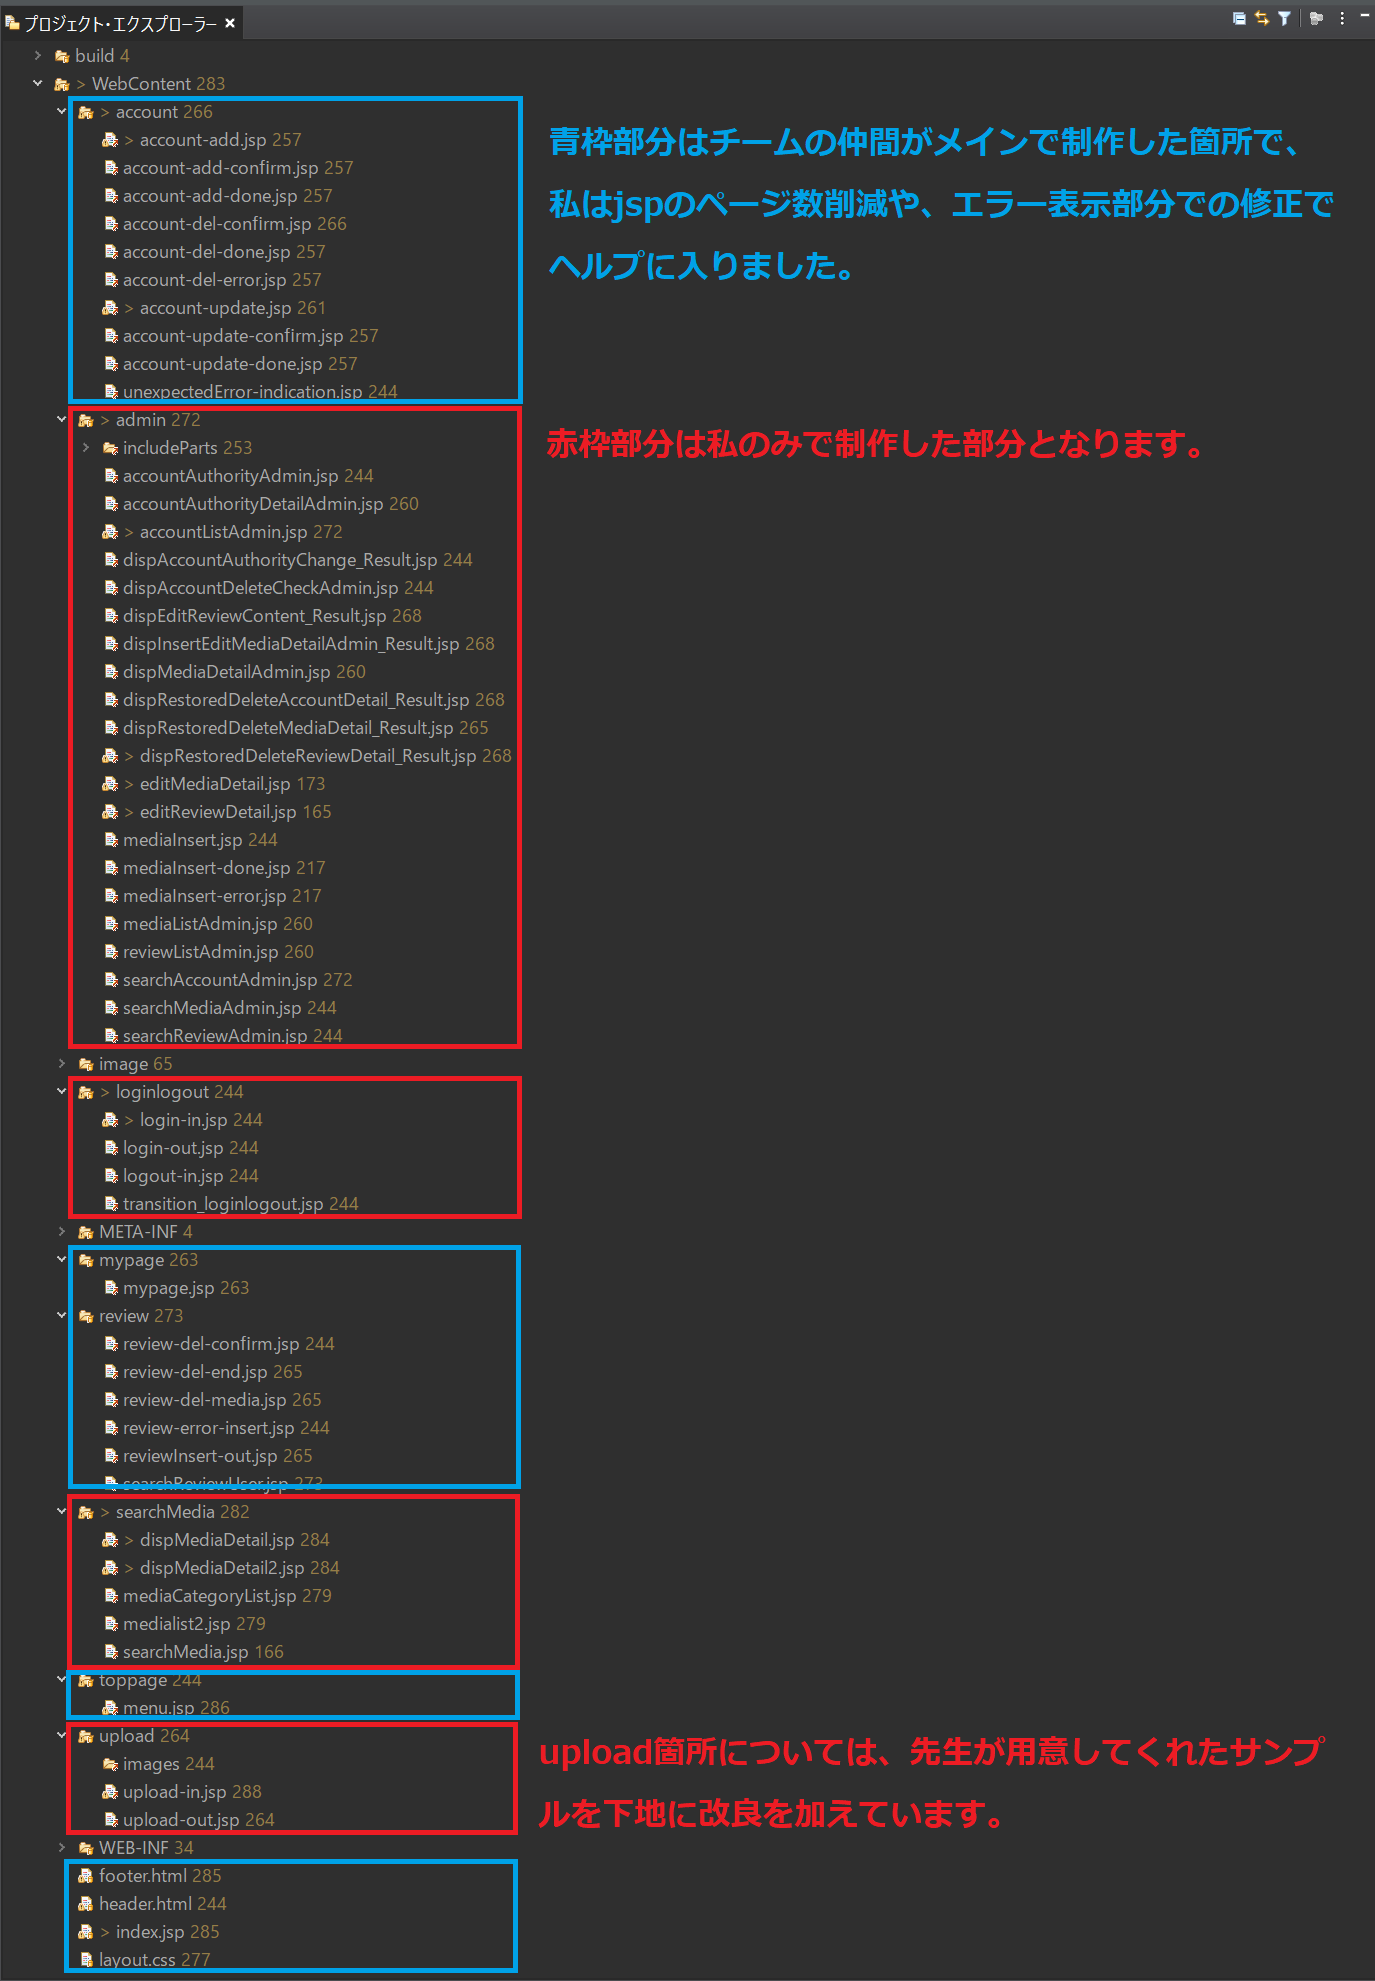 プロジェクト・エクスプローラー
build 4
> WebContent 283
> account 266
> account-add.jsp 257
account-add-confirm.jsp 257
account-add-done.jsp 257
account-del-confirm.jsp 266
account-del-done.jsp 257
account-del-error.jsp 257
> account-update.jsp 261
account-update-confirm.jsp 257
account-update-done.jsp 257
unexpectedError-indication.jsp 244
青枠部分はチームの仲間がメインで制作した箇所で、
私はjspのページ数削減や、エラー表示部分での修正で
ヘルプに入りました。
> admin 272
includeParts 253
accountAuthorityAdmin.jsp 244
accountAuthorityDetailAdmin.jsp 260
> accountListAdmin.jsp 272
dispAccountAuthorityChange_Result.jsp 244
dispAccountDeleteCheckAdmin.jsp 244
dispEditReviewContent_Result.jsp 268
dispInsertEditMediaDetailAdmin_Result.jsp 268
dispMediaDetailAdmin.jsp 260
dispRestoredDeleteAccountDetail_Result.jsp 268
dispRestoredDeleteMediaDetail_Result.jsp 265
> dispRestoredDeleteReviewDetail_Result.jsp 268
> editMediaDetail.jsp 173
> editReviewDetail.jsp 165
mediaInsert.jsp 244
mediaInsert-done.jsp 217
mediaInsert-error.jsp 217
mediaListAdmin.jsp 260
reviewListAdmin.jsp 260
searchAccountAdmin.jsp 272
searchMediaAdmin.jsp 244
searchReviewAdmin.jsp 244
赤枠部分は私のみで制作した部分となります。
image 65
> loginlogout 244
> login-in.jsp 244
login-out.jsp 244
logout-in.jsp 244
transition_loginlogout.jsp 244
META-INF 4
mypage 263
mypage.jsp 263
review 273
review-del-confirm.jsp 244
review-del-end.jsp 265
review-del-media.jsp 265
review-error-insert.jsp 244
reviewInsert-out.jsp 265
searchReviewUser.jsp 273
> searchMedia 282
> dispMediaDetail.jsp 284
> dispMediaDetail2.jsp 284
mediaCategoryList.jsp 279
medialist2.jsp 279
searchMedia.jsp 166
toppage 244
menu.jsp 286
upload 264
images 244
upload-in.jsp 288
upload-out.jsp 264
upload箇所については、先生が用意してくれたサンプ
ルを下地に改良を加えています。
WEB-INF 34
footer.html 285
header.html 244
> index.jsp 285
layout.css 277